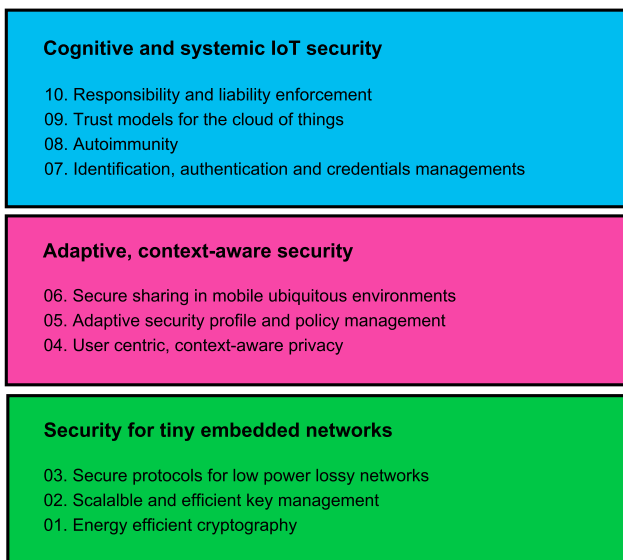 Cognitive and systemic IoT security
10. Responsibility and liability enforcement
09. Trust models for the cloud of things
08. Autoimmunity
07. Identification, authentication and credentials managements
Adaptive, context-aware security
06. Secure sharing in mobile ubiquitous environments
05. Adaptive security profile and policy management
04. User centric, context-aware privacy
Security for tiny embedded networks
03. Secure protocols for low power lossy networks
02. Scalalble and efficient key management
01. Energy efficient cryptography